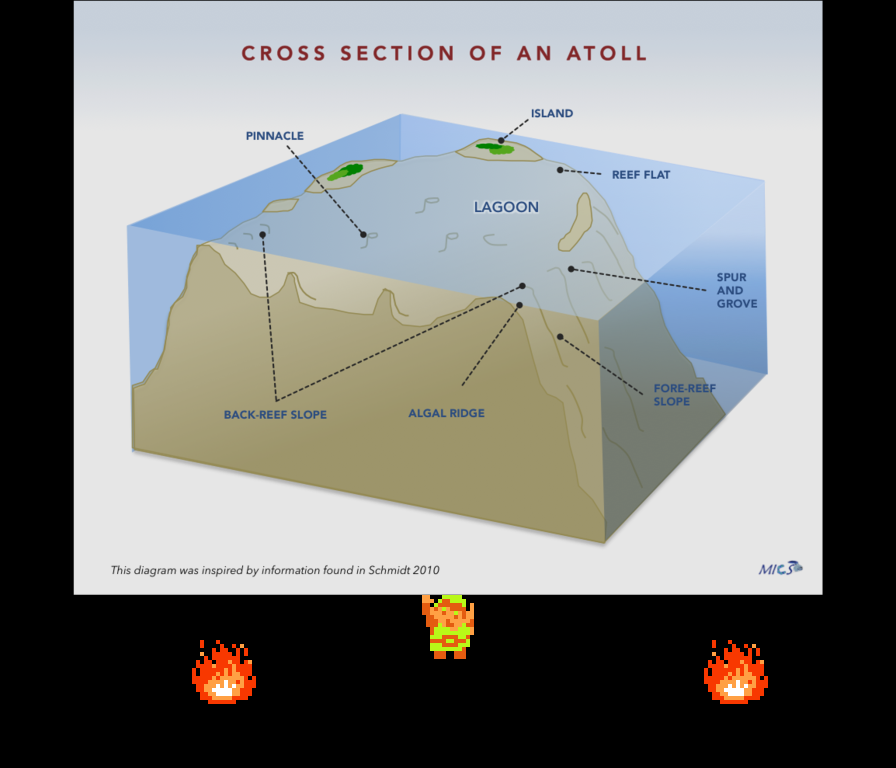 CROSS SECTION OF AN ATOLL
ISLAND
PINNACLE
REEF FLAT
LAGOON
SPUR
AND
GROVE
FORE-REEF
SLOPE
BACK-REEF SLOPE
ALGAL RIDGE
This diagram was inspired by information found in Schmidt 2010
MICS